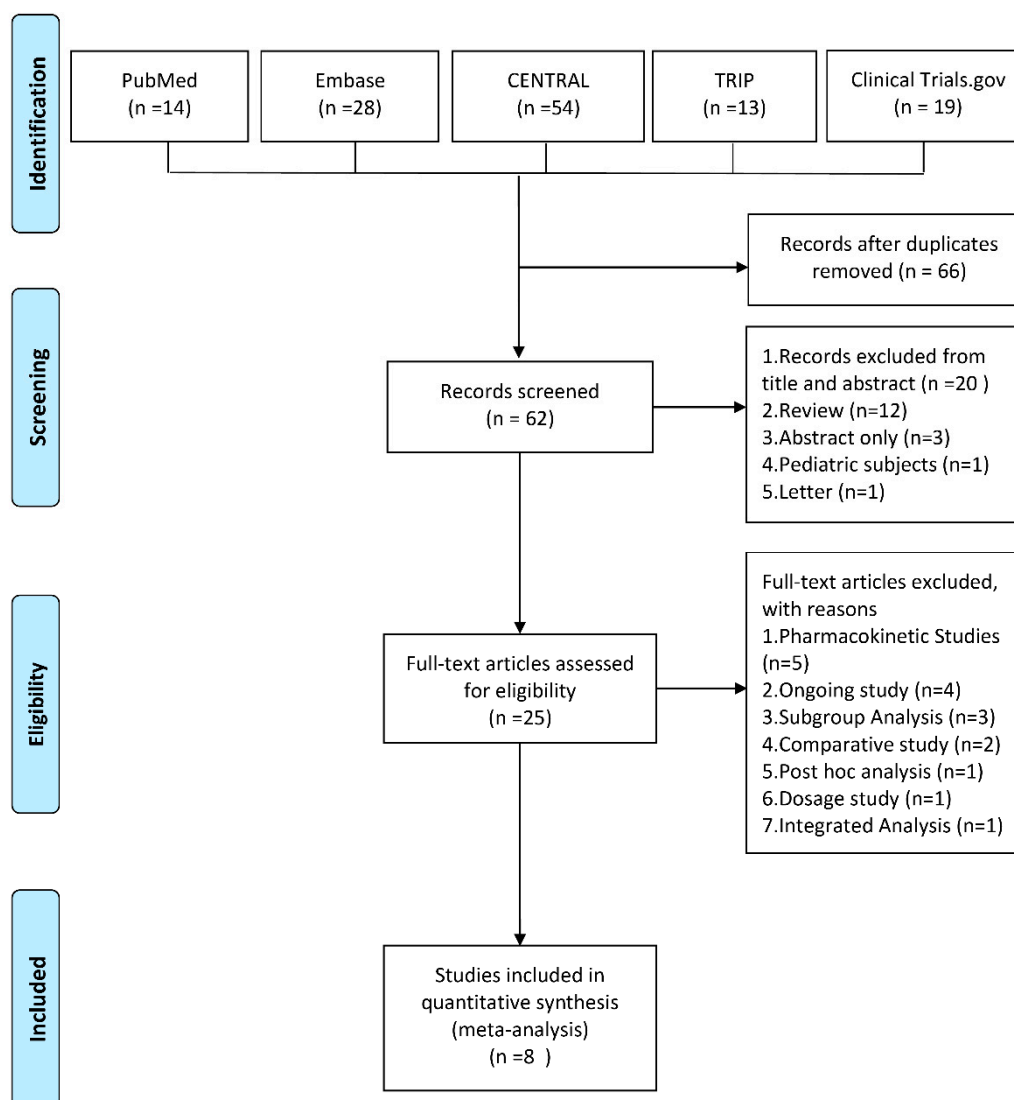 Identification
PubMed
(n =14)
Embase
(n =28)
CENTRAL
(n =54)
TRIP
(n =13)
Clinical Trials.gov
(n = 19)
Records after duplicates
removed (n = 66)
Screening
Records screened
(n = 62)
1.Records excluded from
title and abstract (n =20 )
2.Review (n=12)
3.Abstract only (n=3)
4.Pediatric subjects (n=1)
5.Letter (n=1)
Eligibility
Full-text articles assessed
for eligibility
(n =25)
Full-text articles excluded,
with reasons
1.Pharmacokinetic Studies
(n=5)
2.Ongoing study (n=4)
3.Subgroup Analysis (n=3)
4.Comparative study (n=2)
5.Post hoc analysis (n=1)
6.Dosage study (n=1)
7.Integrated Analysis (n=1)
Included
Studies included in
quantitative synthesis
(meta-analysis)
(n =8 )